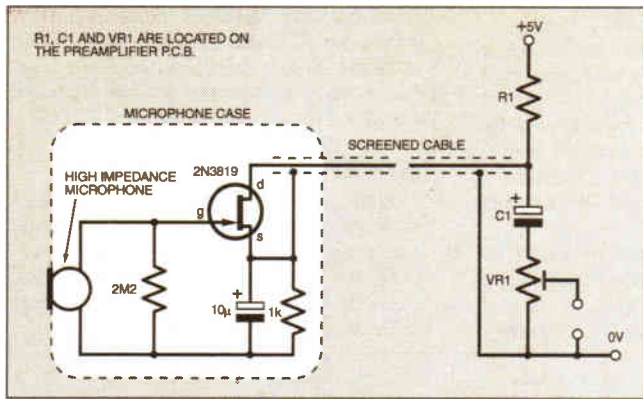 R1, C1 AND VR1 ARE LOCATED ON
THE PREAMPLIFIER P.C.B.
+5V
R1
MICROPHONE CASE
SCREENED CABLE
HIGH IMPEDANCE
MICROPHONE
2N3819
d
g
s
+
C1
2M2
+
10µ
1k
VR1
0V